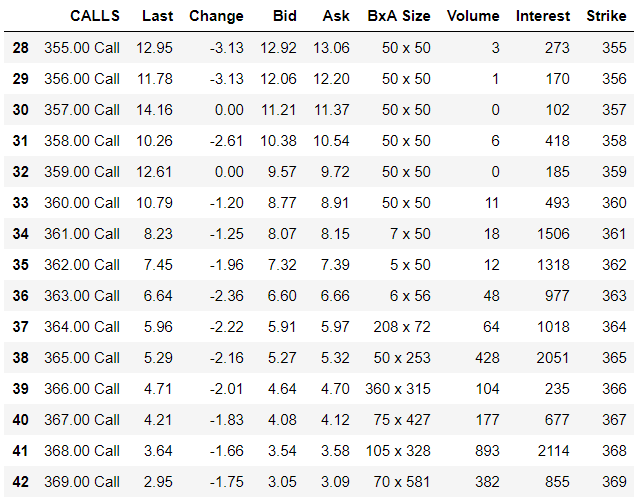 CALLS Last Change Bid Ask BxA Size Volume Interest Strike
28 355.00 Call 12.95 -3.13 12.92 13.06 50 x 50 3 273 355
29 356.00 Call 11.78 -3.13 12.06 12.20 50 x 50 1 170 356
30 357.00 Call 14.16 0.00 11.21 11.37 50 x 50 0 102 357
31 358.00 Call 10.26 -2.61 10.38 10.54 50 x 50 6 418 358
32 359.00 Call 12.61 0.00 9.57 9.72 50 x 50 0 185 359
33 360.00 Call 10.79 -1.20 8.77 8.91 50 x 50 11 493 360
34 361.00 Call 8.23 -1.25 8.07 8.15 7 x 50 18 1506 361
35 362.00 Call 7.45 -1.96 7.32 7.39 5 x 50 12 1318 362
36 363.00 Call 6.64 -2.36 6.60 6.66 6 x 56 48 977 363
37 364.00 Call 5.96 -2.22 5.91 5.97 208 x 72 64 1018 364
38 365.00 Call 5.29 -2.16 5.27 5.32 50 x 253 428 2051 365
39 366.00 Call 4.71 -2.01 4.64 4.70 360 x 315 104 235 366
40 367.00 Call 4.21 -1.83 4.08 4.12 75 x 427 177 677 367
41 368.00 Call 3.64 -1.66 3.54 3.58 105 x 328 893 2114 368
42 369.00 Call 2.95 -1.75 3.05 3.09 70 x 581 382 855 369